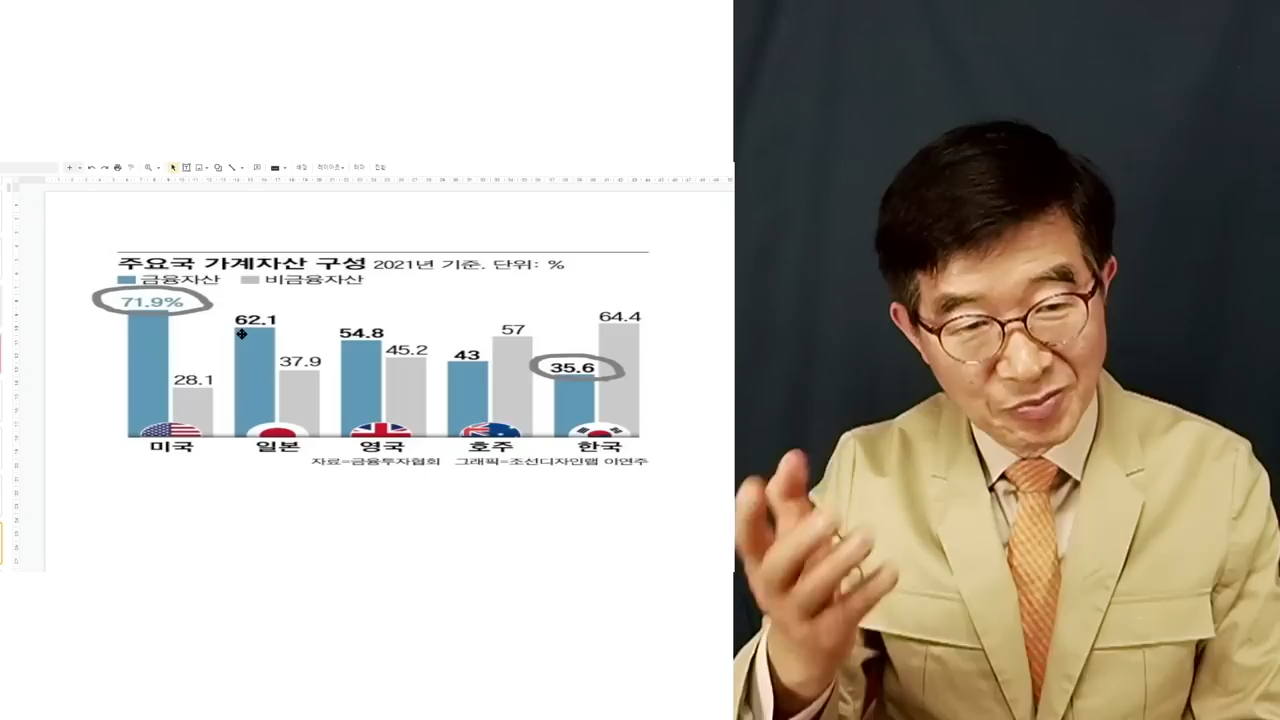 주요국 가계자산 구성 2021년 기준, 단위: %
금융자산 비금융자산
71.9%
28.1
62.1
37.9
54.8
45.2
43
57
35.6
64.4
미국 일본 영국 호주 한국
자료=금융투자협회 그래픽=조선디자인랩 이연주